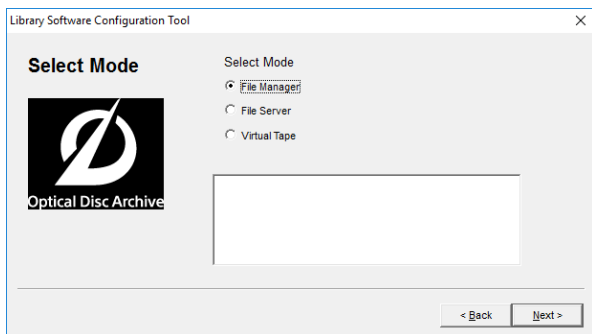 Library Software Configuration Tool
Select Mode
Select Mode
File Manager
File Server
Virtual Tape
Optical Disc Archive
< Back
Next >